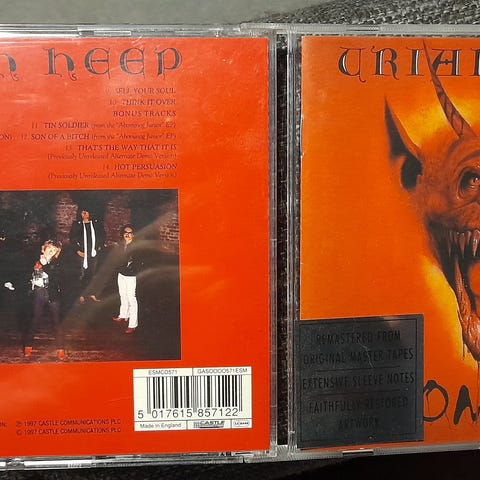 HEEP
9. SELL YOUR SOUL
10. THINK IT OVER
BONUS TRACKS
11. TIN SOLDIER (from the "Abominog Junior" EP)
12. SON OF A BITCH (from the "Abominog Junior" EP)
13. THAT'S THE WAY THAT IT IS
(Previously Unreleased Alternate Demo Version)
14. HOT PERSUASION
(Previously Unreleased Alternate Demo Version)
ESMCD571 GAS0000571ESM
5 017615 857122
Made in England CASTLE
℗ 1997 CASTLE COMMUNICATIONS PLC
© 1997 CASTLE COMMUNICATIONS PLC
URIAH
REMASTERED FROM
ORIGINAL MASTER TAPES
EXTENSIVE SLEEVE NOTES
FAITHFULLY RESTORED
ARTWORK